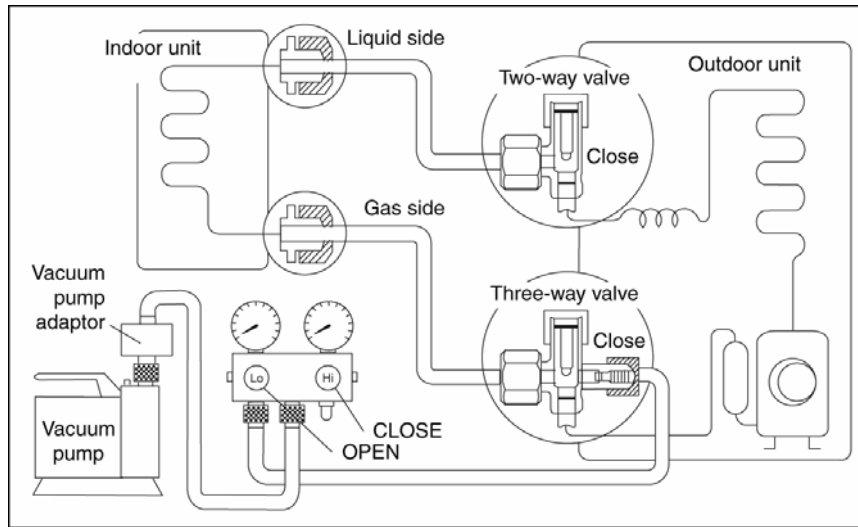 Indoor unit
Liquid side
Two-way valve
Outdoor unit
Close
Gas side
Three-way valve
Close
Vacuum
pump
adaptor
Lo
Hi
CLOSE
OPEN
Vacuum
pump